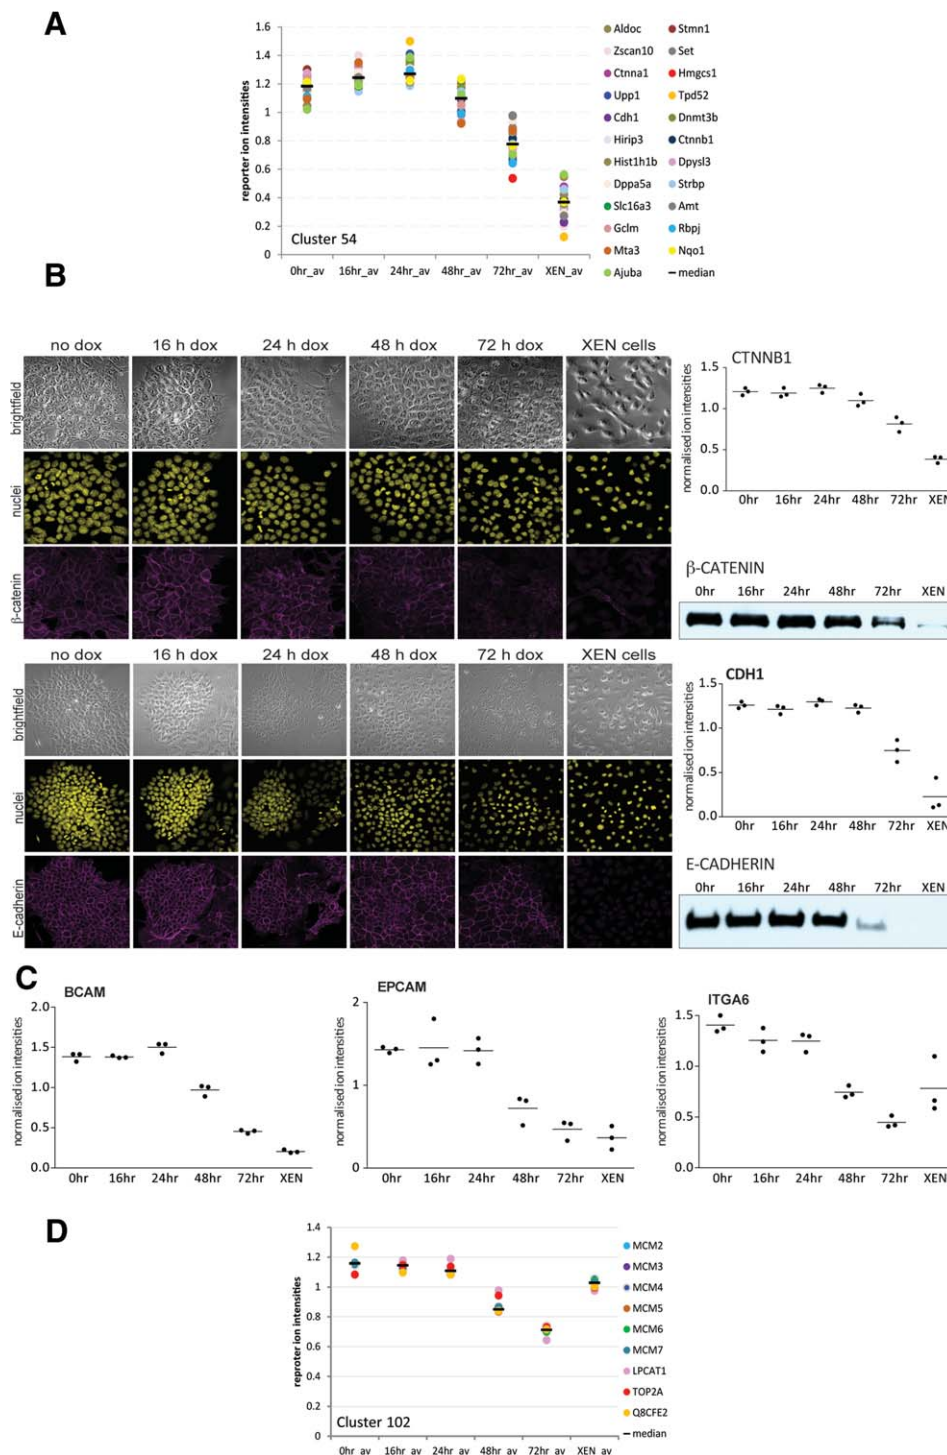 A
reporter ion intensities
1.6
1.4
1.2
1
0.8
0.6
0.4
0.2
0
Cluster 54
0hr_av 16hr_av 24hr_av 48hr_av 72hr_av XEN_av
Aldoc Stmn1
Zscan10 Set
Ctnna1 Hmgcs1
Upp1 Tpd52
Cdh1 Dnmt3b
Hirip3 Ctnnb1
Hist1h1b Dpysl3
Dppa5a Strbp
Slc16a3 Amt
Gclm Rbpj
Mta3 Nqo1
Ajuba median
B
no dox 16 h dox 24 h dox 48 h dox 72 h dox XEN cells
brightfield
nuclei
β-catenin
no dox 16 h dox 24 h dox 48 h dox 72 h dox XEN cells
brightfield
nuclei
E-cadherin
CTNNB1
normalised ion intensities
1.5
1.0
0.5
0.0
0hr 16hr 24hr 48hr 72hr XEN
β-CATENIN
0hr 16hr 24hr 48hr 72hr XEN
CDH1
normalised ion intensities
1.5
1.0
0.5
0.0
0hr 16hr 24hr 48hr 72hr XEN
E-CADHERIN
0hr 16hr 24hr 48hr 72hr XEN
C
BCAM
normalised ion intensities
2.0
1.5
1.0
0.5
0.0
0hr 16hr 24hr 48hr 72hr XEN
EPCAM
normalised ion intensities
2
1
0
0hr 16hr 24hr 48hr 72hr XEN
ITGA6
normalised ion intensities
1.5
1.0
0.5
0.0
0hr 16hr 24hr 48hr 72hr XEN
D
reproter ion intensities
1.4
1.2
1
0.8
0.6
0.4
0.2
0
Cluster 102
0hr_av 16hr_av 24hr_av 48hr_av 72hr_av XEN_av
MCM2
MCM3
MCM4
MCM5
MCM6
MCM7
LPCAT1
TOP2A
Q8CFE2
median